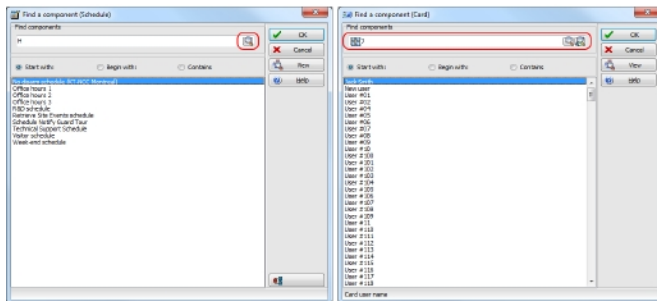 Find a component (Schedule)
Find components
H
Start with:
Begin with:
Contains
Office hours 1
Office hours 2
Office hours 3
R&D schedule
Retrieve Site Events schedule
Schedule Notify Guard Tour
Technical Support Schedule
Visitor schedule
Week-end schedule
OK
Cancel
View
Help
Find a component (Card)
Find components
J
Start with:
Begin with:
Contains
Jack Smith
New user
User #01
User #02
User #04
User #05
User #06
User #07
User #08
User #09
User #10
User #100
User #101
User #102
User #103
User #104
User #105
User #106
User #107
User #108
User #109
User #11
User #110
User #111
User #112
User #113
User #114
User #115
User #116
User #117
User #118
Card user name
OK
Cancel
View
Help